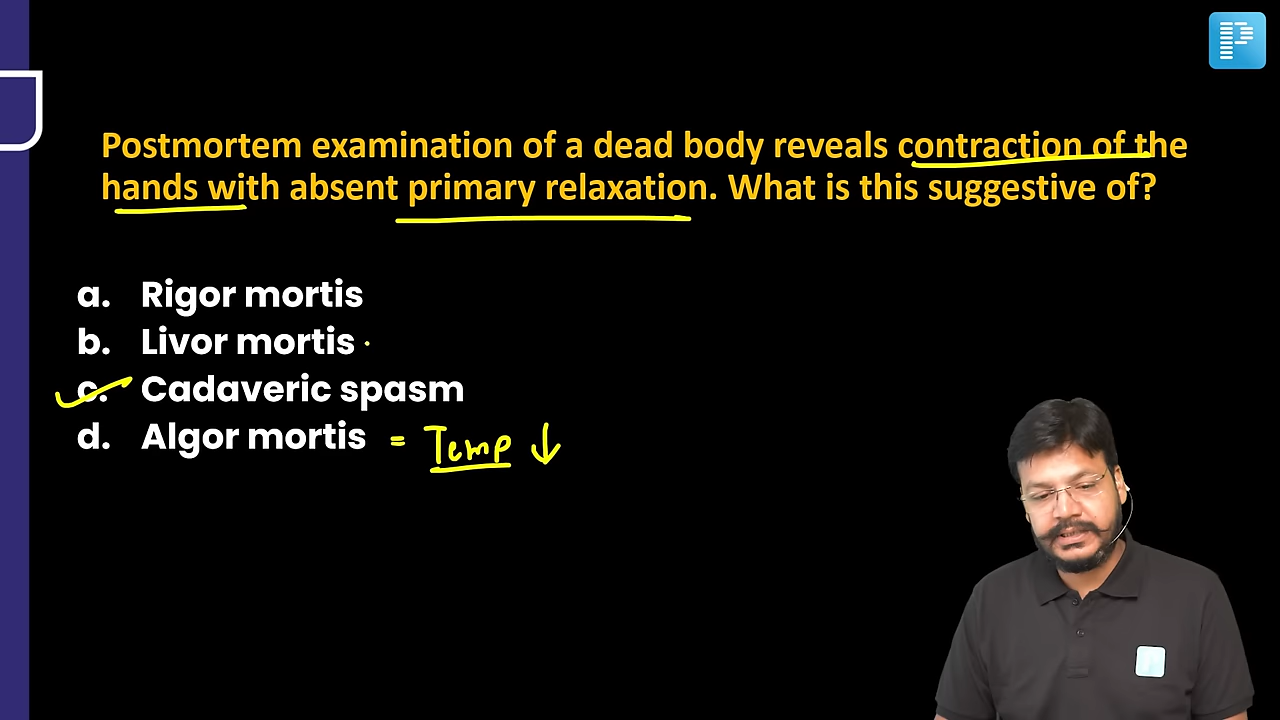 Postmortem examination of a dead body reveals contraction of the
hands with absent primary relaxation. What is this suggestive of?
a. Rigor mortis
b. Livor mortis
c. Cadaveric spasm
d. Algor mortis = Temp ↓